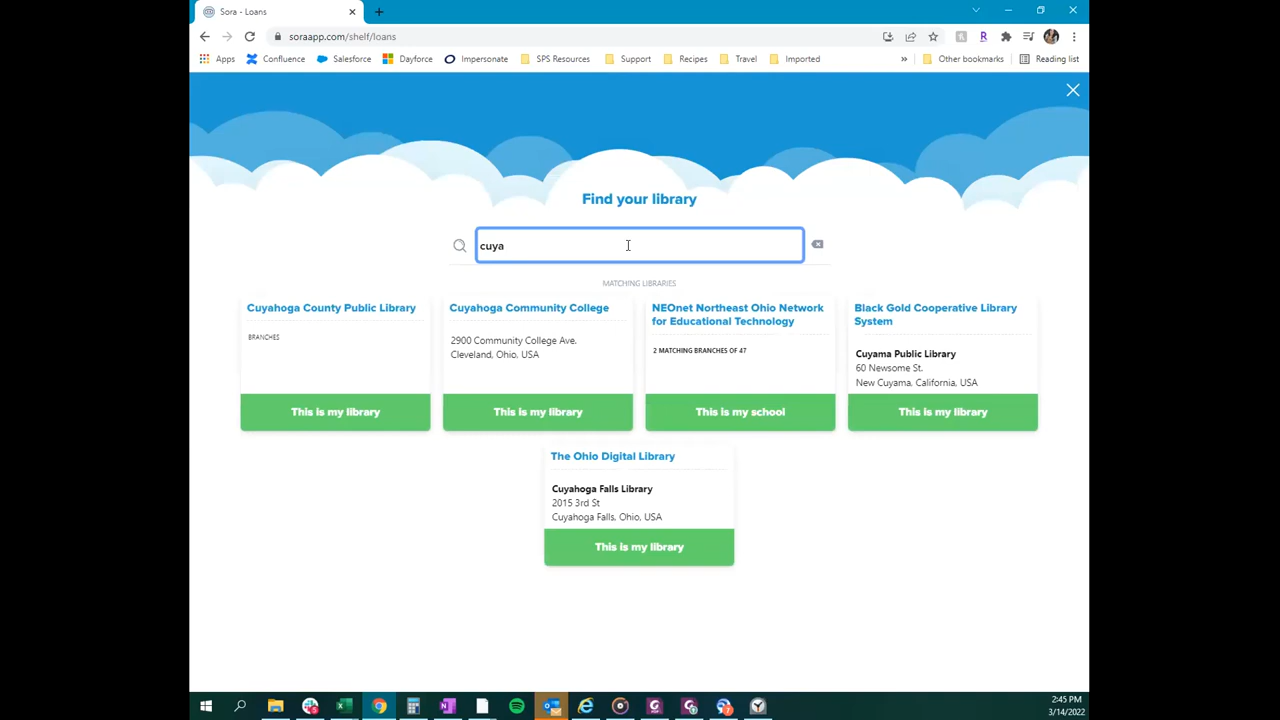 Sora - Loans
soraapp.com/shelf/loans
Apps Confluence Salesforce Dayforce Impersonate SPS Resources Support Recipes Travel Imported » Other bookmarks Reading list
Find your library
cuya
MATCHING LIBRARIES
Cuyahoga County Public Library
BRANCHES
This is my library
Cuyahoga Community College
2900 Community College Ave.
Cleveland, Ohio, USA
This is my library
NEOnet Northeast Ohio Network
for Educational Technology
2 MATCHING BRANCHES OF 47
This is my school
Black Gold Cooperative Library
System
Cuyama Public Library
60 Newsome St.
New Cuyama, California, USA
This is my library
The Ohio Digital Library
Cuyahoga Falls Library
2015 3rd St
Cuyahoga Falls, Ohio, USA
This is my library
2:45 PM
3/14/2022